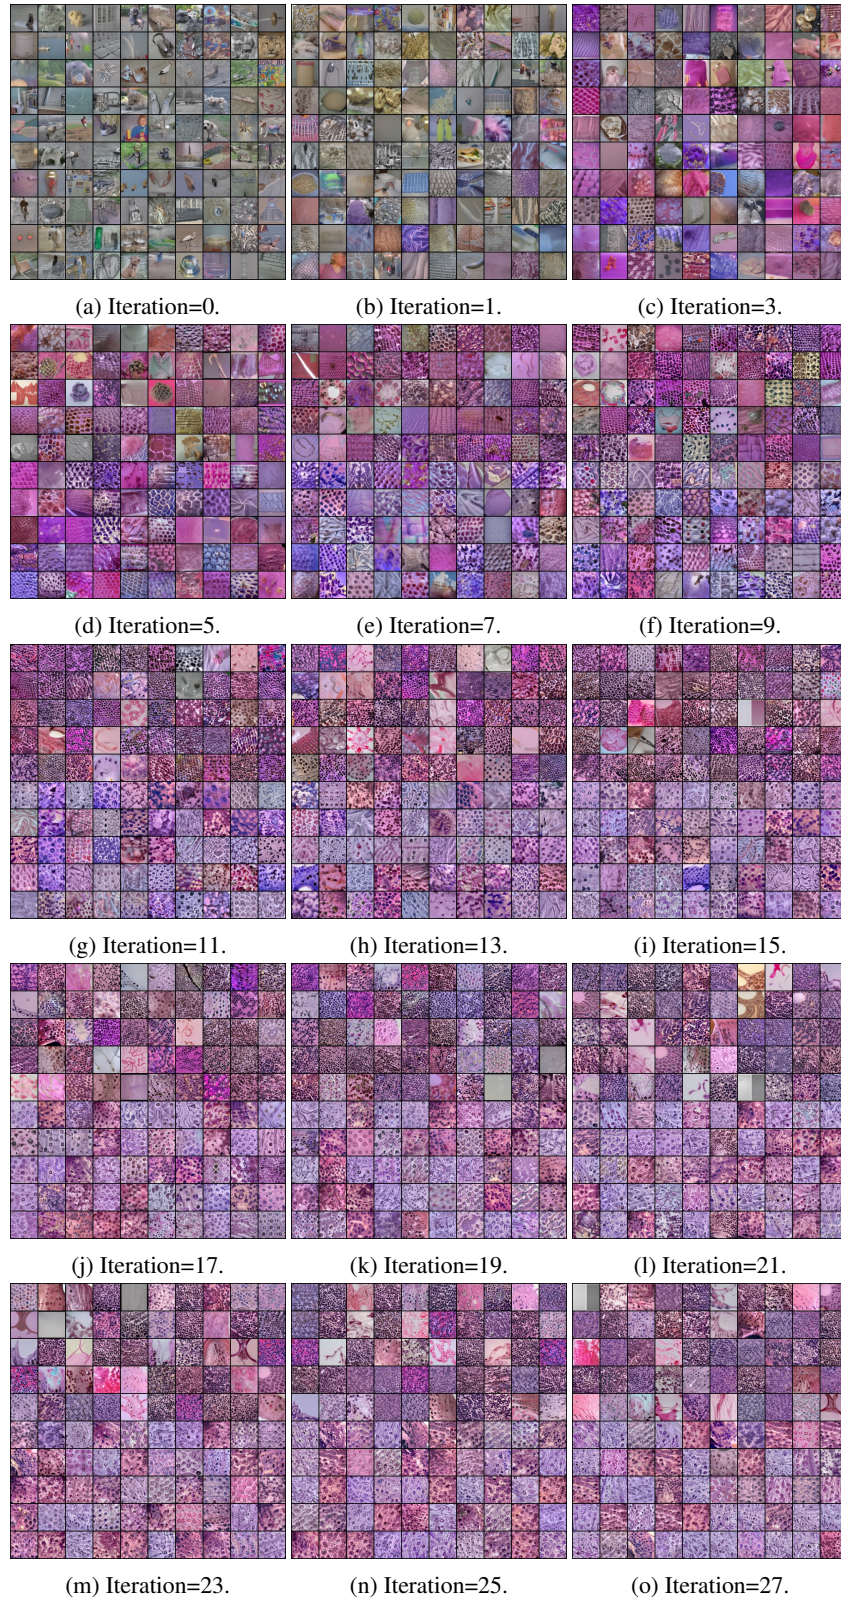 (a) Iteration=0.
(b) Iteration=1.
(c) Iteration=3.
(d) Iteration=5.
(e) Iteration=7.
(f) Iteration=9.
(g) Iteration=11.
(h) Iteration=13.
(i) Iteration=15.
(j) Iteration=17.
(k) Iteration=19.
(l) Iteration=21.
(m) Iteration=23.
(n) Iteration=25.
(o) Iteration=27.